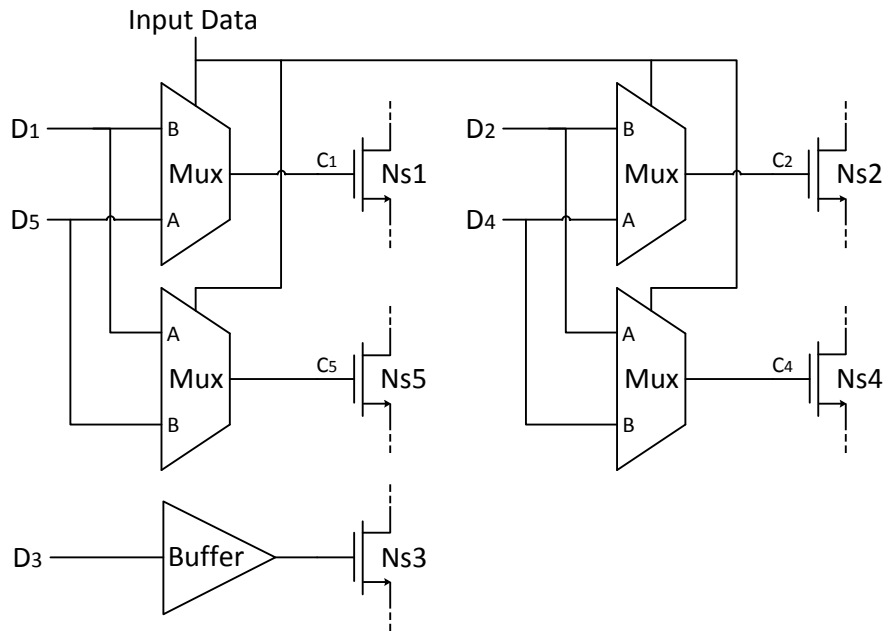 Input Data
D1
B
Mux
C1
Ns1
D5
A
A
Mux
C5
Ns5
B
D2
B
Mux
C2
Ns2
D4
A
A
Mux
C4
Ns4
B
D3
Buffer
Ns3